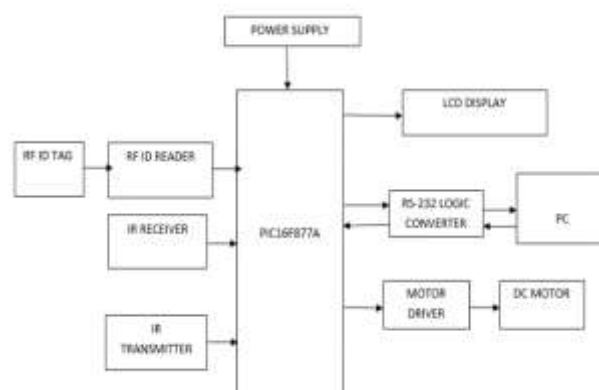 POWER SUPPLY
LCD DISPLAY
RF ID TAG
RF ID READER
RS-232 LOGIC
CONVERTER
PC
IR RECEIVER
PIC16F877A
MOTOR
DRIVER
DC MOTOR
IR
TRANSMITTER